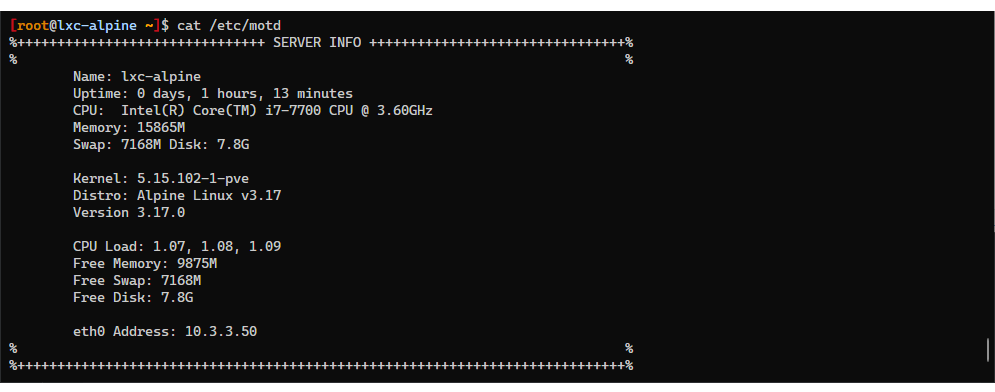 [root@lxc-alpine ~]$ cat /etc/motd
%+++++++++++++++++++++++++++++++ SERVER INFO ++++++++++++++++++++++++++++++++%
%                                                                            %
        Name: lxc-alpine
        Uptime: 0 days, 1 hours, 13 minutes
        CPU:  Intel(R) Core(TM) i7-7700 CPU @ 3.60GHz
        Memory: 15865M
        Swap: 7168M Disk: 7.8G

        Kernel: 5.15.102-1-pve
        Distro: Alpine Linux v3.17
        Version 3.17.0

        CPU Load: 1.07, 1.08, 1.09
        Free Memory: 9875M
        Free Swap: 7168M
        Free Disk: 7.8G

        eth0 Address: 10.3.3.50
%                                                                            %
%++++++++++++++++++++++++++++++++++++++++++++++++++++++++++++++++++++++++++++%